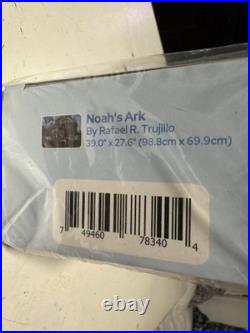 Noah's Ark
By Rafael R. Trujillo
39.0" x 27.6" (98.8cm x 69.9cm)
7 49460 78340 4